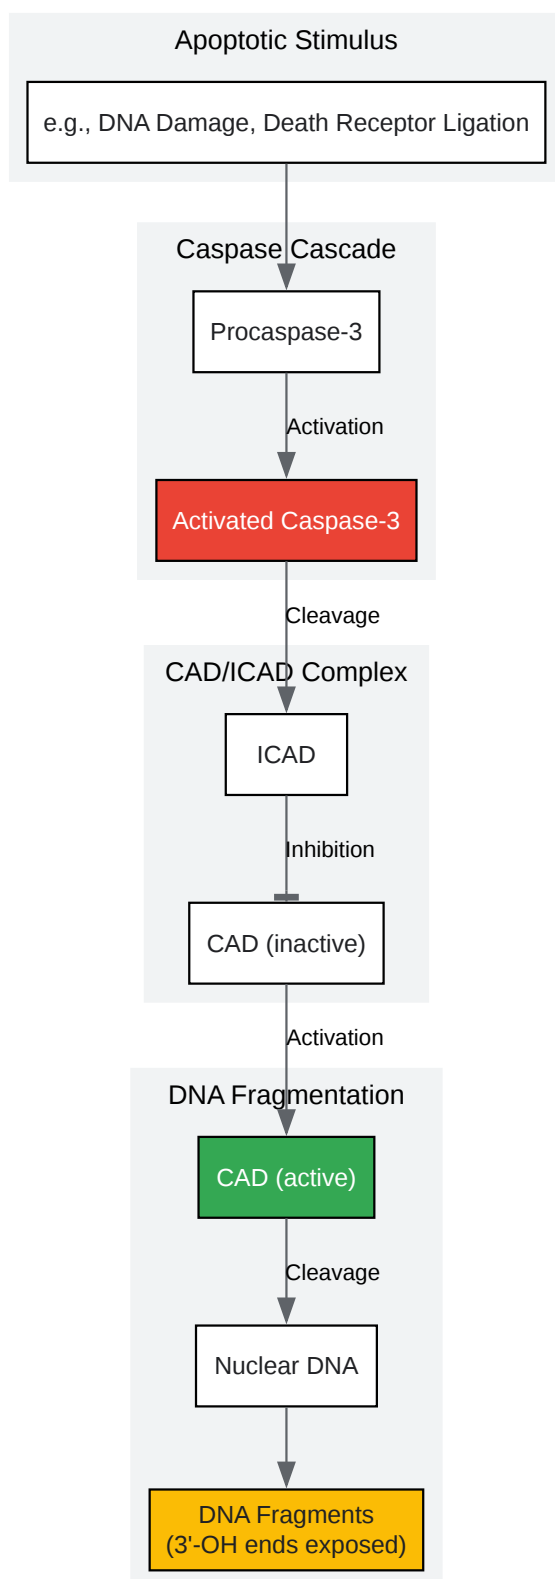 Apoptotic Stimulus
e.g., DNA Damage, Death Receptor Ligation
Caspase Cascade
Procaspase-3
Activation
Activated Caspase-3
Cleavage
CAD/ICAD Complex
ICAD
Inhibition
CAD (inactive)
Activation
DNA Fragmentation
CAD (active)
Cleavage
Nuclear DNA
DNA Fragments
(3'-OH ends exposed)